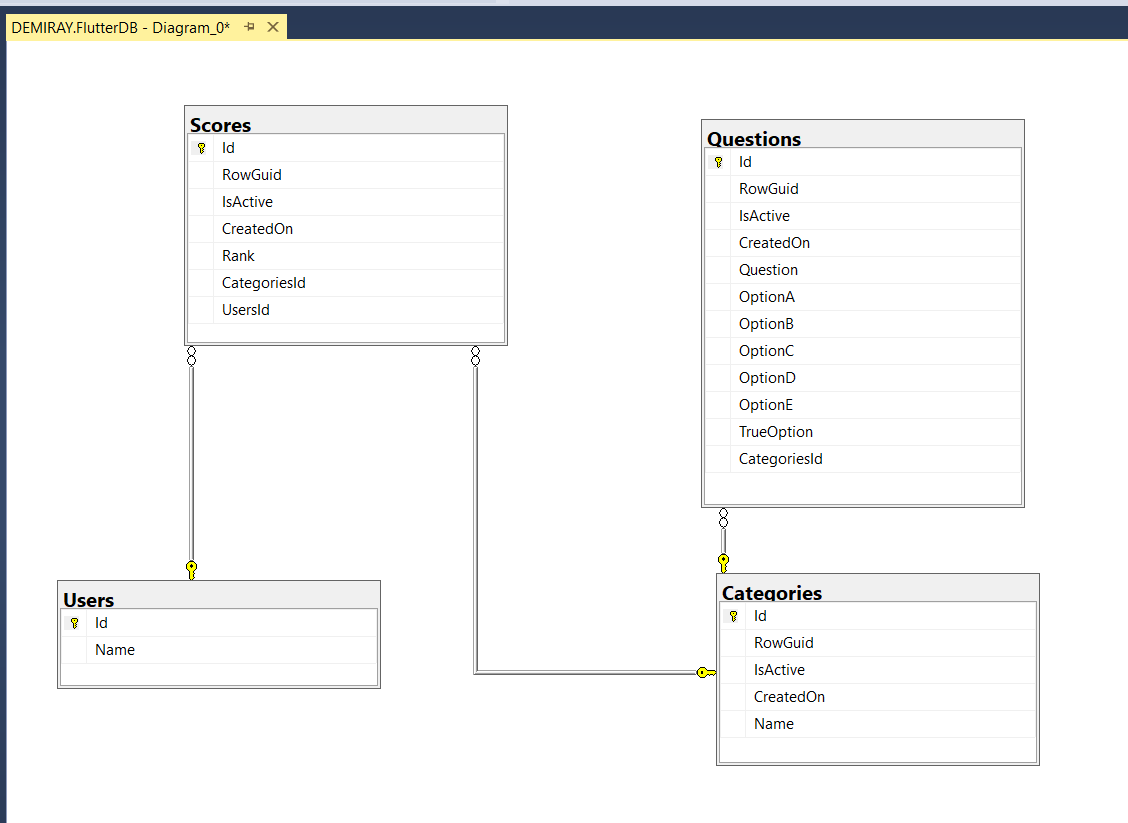 DEMIRAY.FlutterDB - Diagram_0*
Scores
Id
RowGuid
IsActive
CreatedOn
Rank
CategoriesId
UsersId
Questions
Id
RowGuid
IsActive
CreatedOn
Question
OptionA
OptionB
OptionC
OptionD
OptionE
TrueOption
CategoriesId
Users
Id
Name
Categories
Id
RowGuid
IsActive
CreatedOn
Name